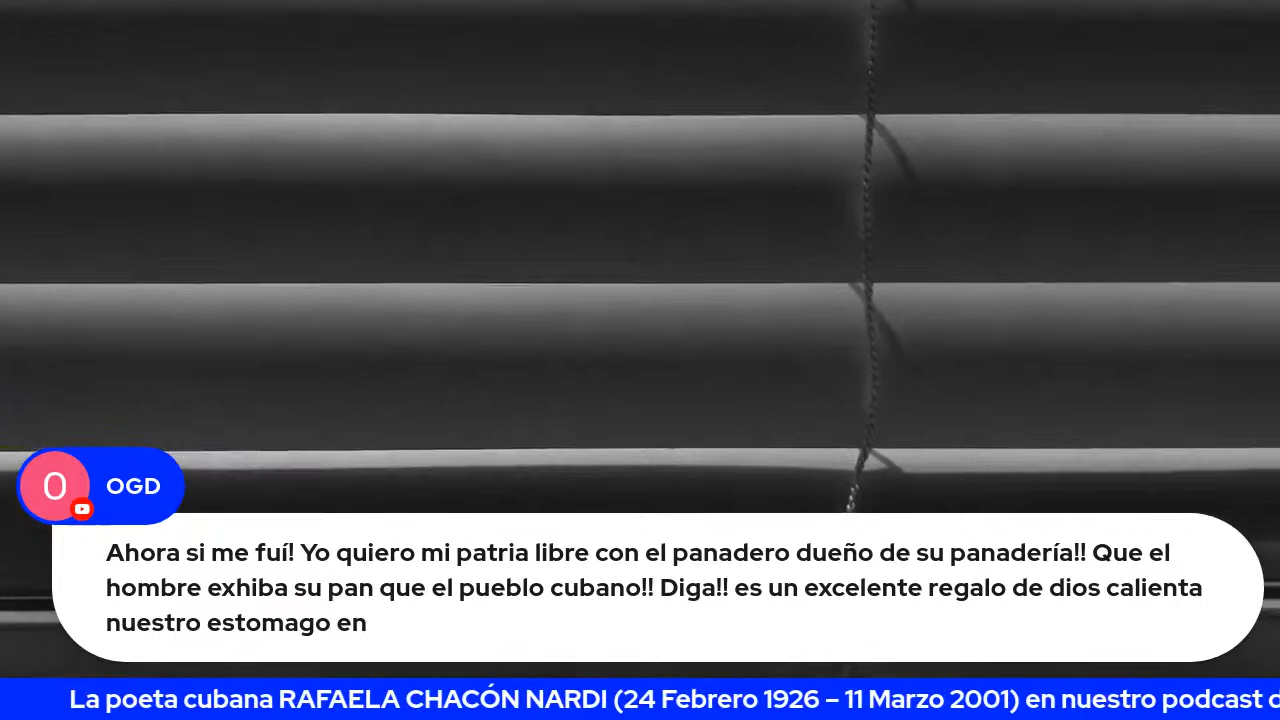 O
OGD
Ahora si me fuí! Yo quiero mi patria libre con el panadero dueño de su panadería!! Que el
hombre exhiba su pan que el pueblo cubano!! Diga!! es un excelente regalo de dios calienta
nuestro estomago en
La poeta cubana RAFAELA CHACÓN NARDI (24 Febrero 1926 – 11 Marzo 2001) en nuestro podcast